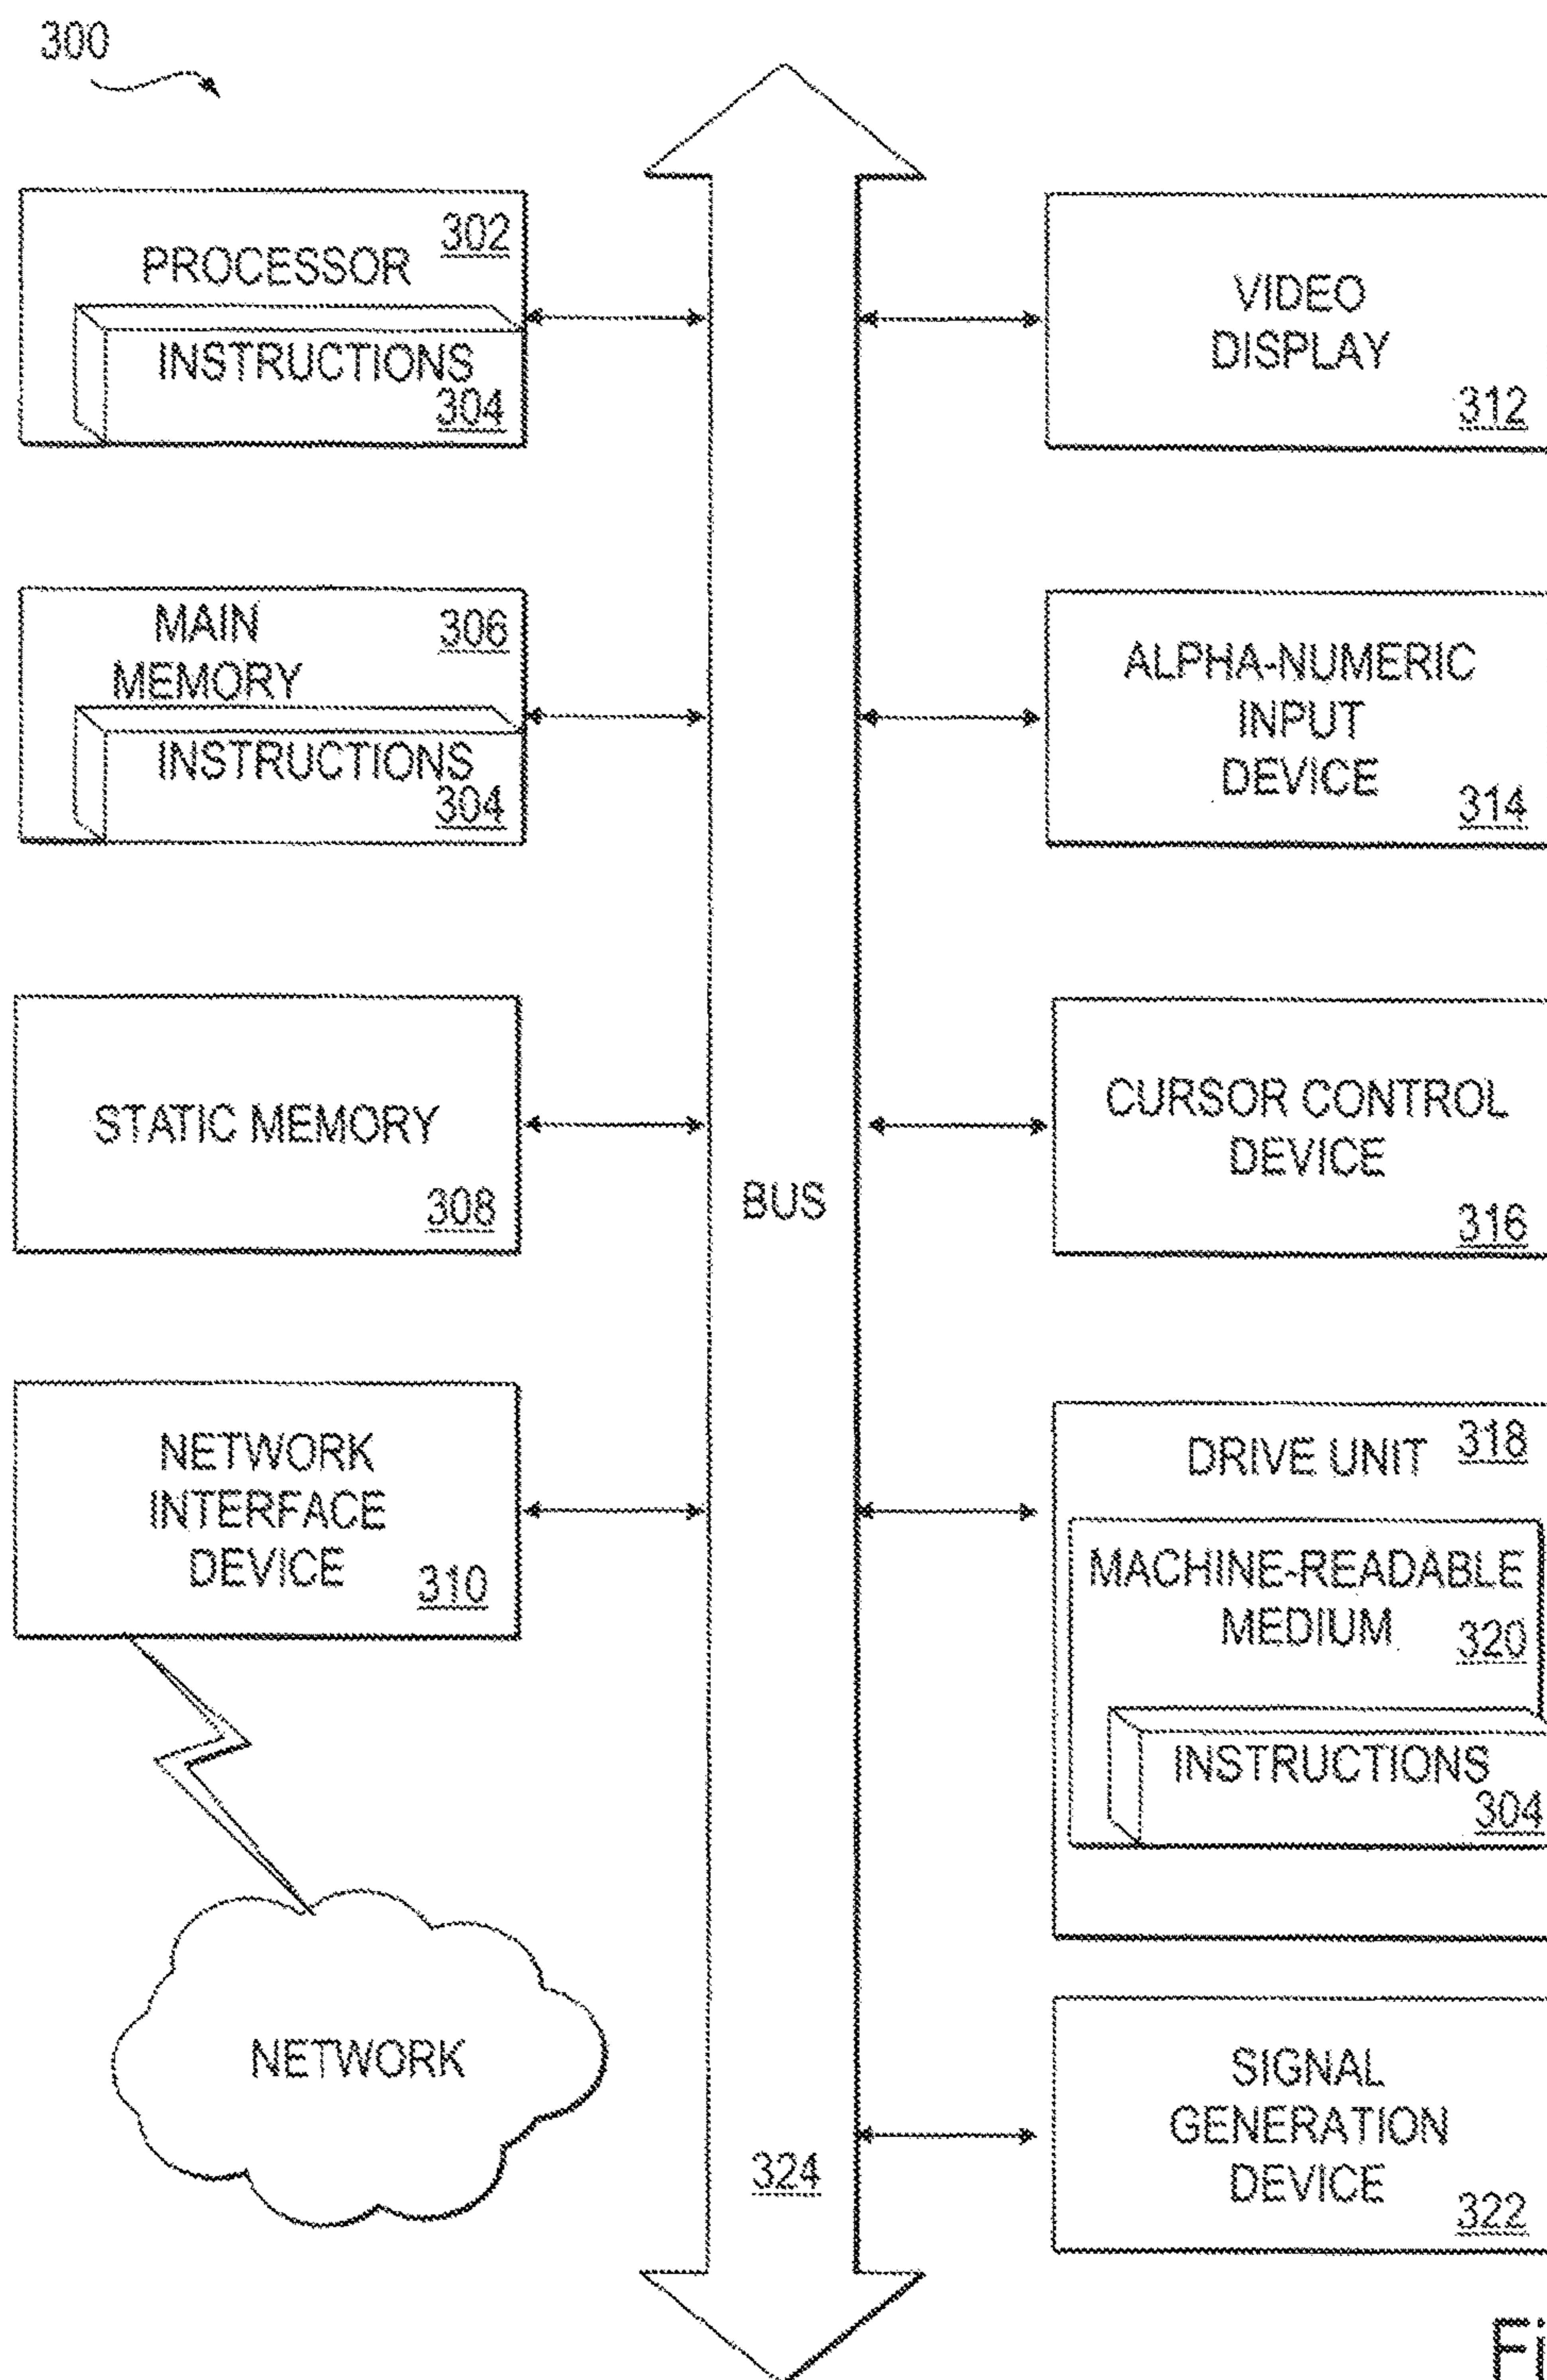 300
302
PROCESSOR
INSTRUCTIONS
304
MAIN
306
MEMORY
INSTRUCTIONS
304
STATIC MEMORY
308
NETWORK
INTERFACE
DEVICE
310
NETWORK
BUS
324
VIDEO
DISPLAY
312
ALPHA-NUMERIC
INPUT
DEVICE
314
CURSOR CONTROL
DEVICE
316
DRIVE UNIT 318
MACHINE-READABLE
MEDIUM 320
INSTRUCTIONS
304
SIGNAL
GENERATION
DEVICE
322
Fi